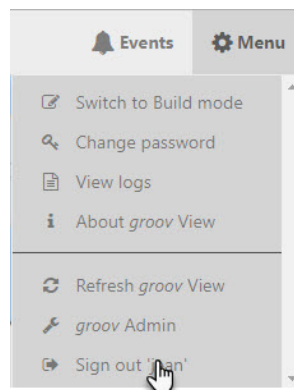 Events Menu
Switch to Build mode
Change password
View logs
About groov View
Refresh groov View
groov Admin
Sign out